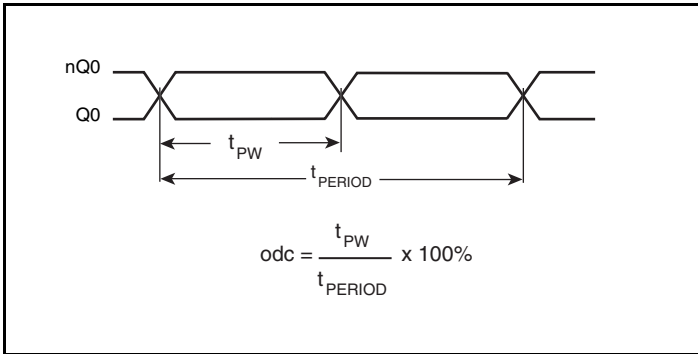 nQ0
Q0
tPW
tPERIOD
odc = tPW / tPERIOD x 100%